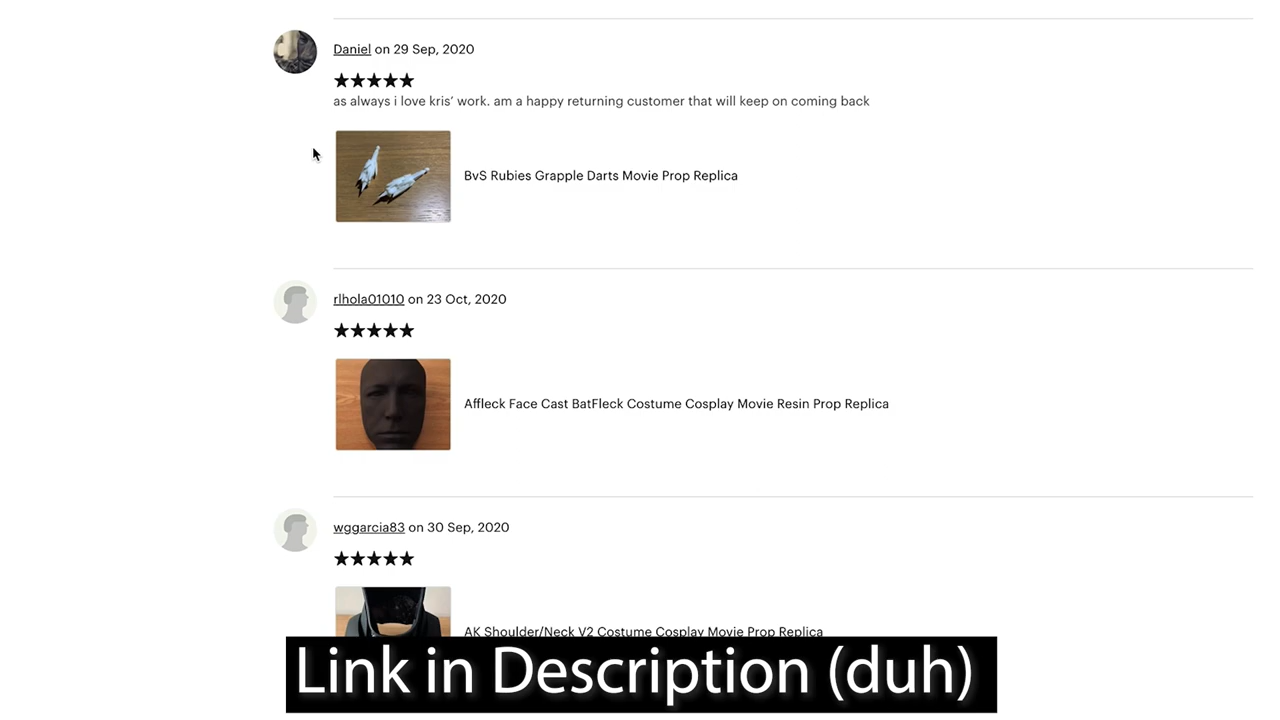 Daniel on 29 Sep, 2020
★★★★★
as always i love kris’ work. am a happy returning customer that will keep on coming back
BvS Rubies Grapple Darts Movie Prop Replica
rlhola01010 on 23 Oct, 2020
★★★★★
Affleck Face Cast BatFleck Costume Cosplay Movie Resin Prop Replica
wggarcia83 on 30 Sep, 2020
★★★★★
AK Shoulder/Neck V2 Costume Cosplay Movie Prop Replica
Link in Description (duh)